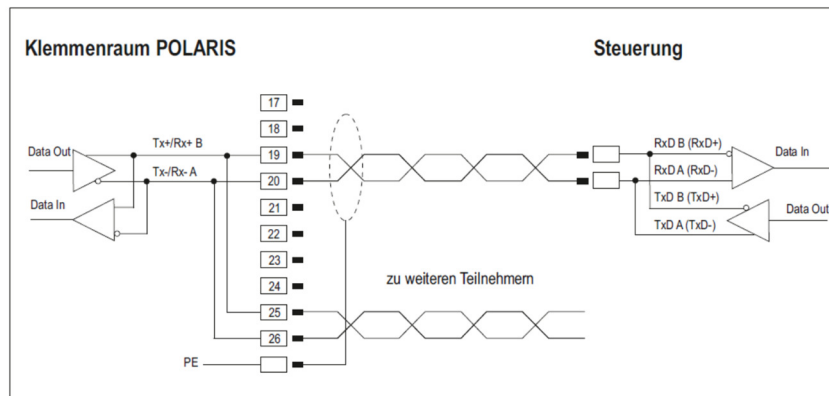 Klemmenraum POLARIS
Steuerung
17
18
Data Out
Tx+/Rx+ B
19
RxD B (RxD+)
Data In
Tx-/Rx- A
20
RxD A (RxD-)
Data In
21
TxD B (TxD+)
Data Out
22
TxD A (TxD-)
23
24
zu weiteren Teilnehmern
25
26
PE